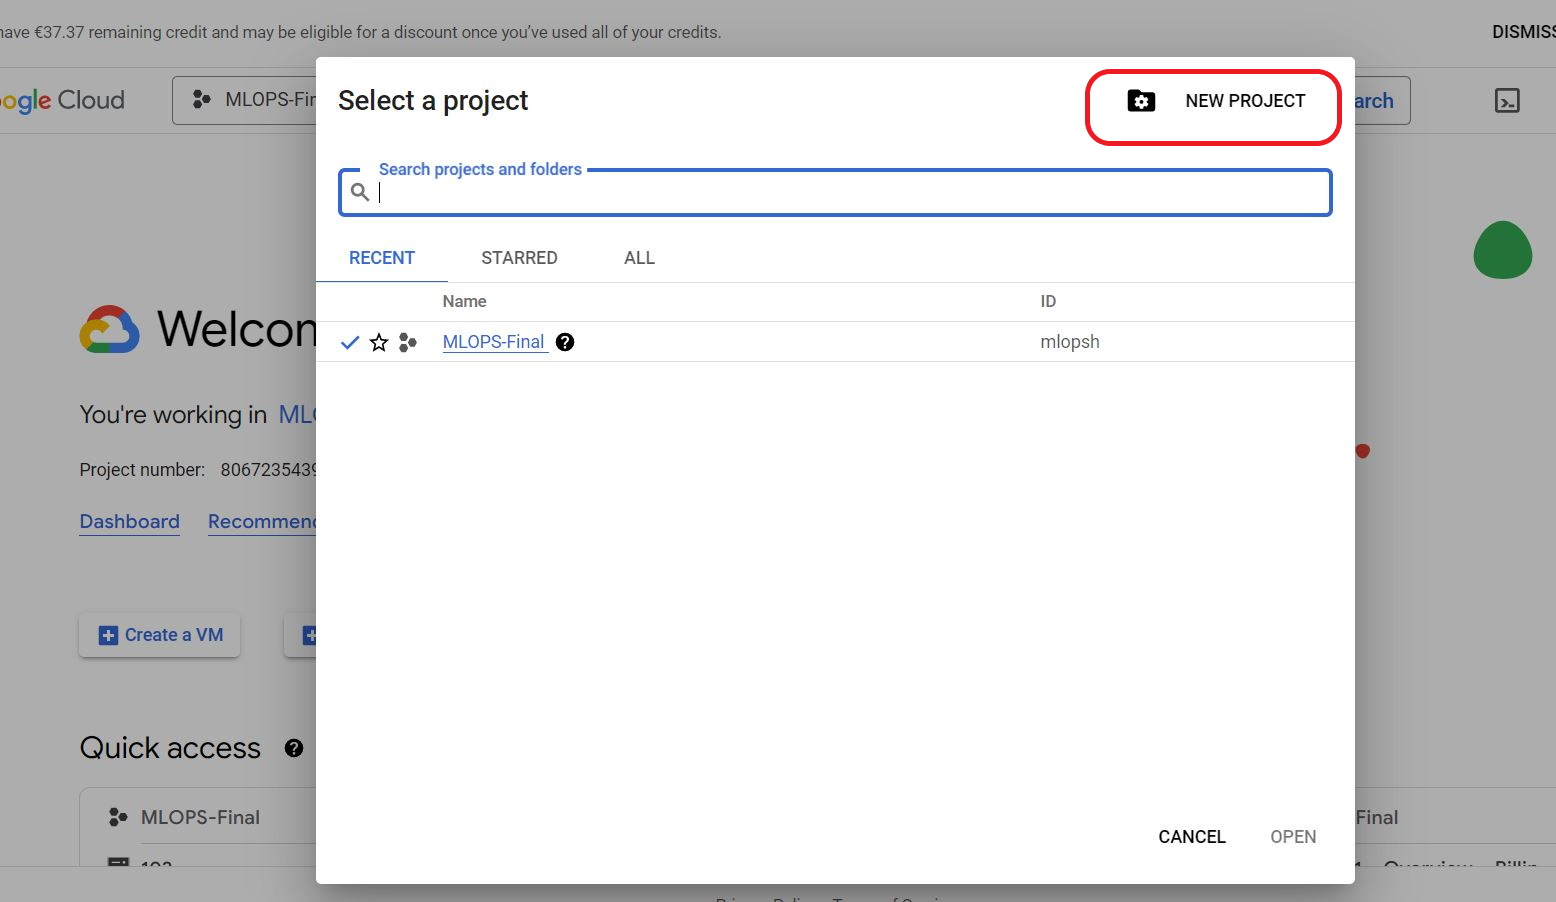 have €37.37 remaining credit and may be eligible for a discount once you've used all of your credits.
DISMISS
ogle Cloud
MLOPS-Fin
arch
Select a project
NEW PROJECT
Search projects and folders
RECENT STARRED ALL
Name ID
MLOPS-Final mlopsh
Welcom
You're working in MLO
Project number: 8067235439
Dashboard Recommend
Create a VM
Quick access
MLOPS-Final
Final
CANCEL OPEN